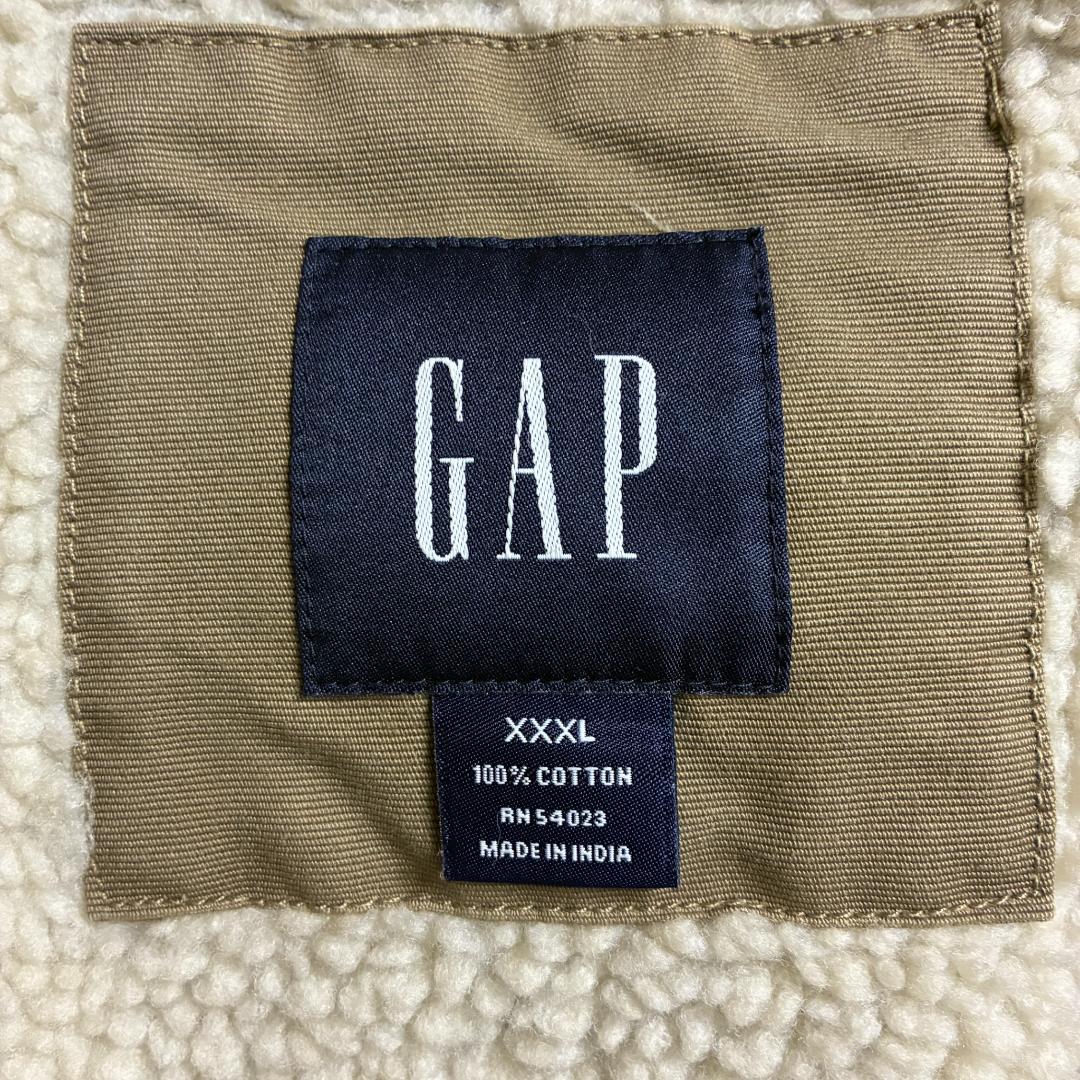 GAP
XXXL
100% COTTON
RN 54023
MADE IN INDIA